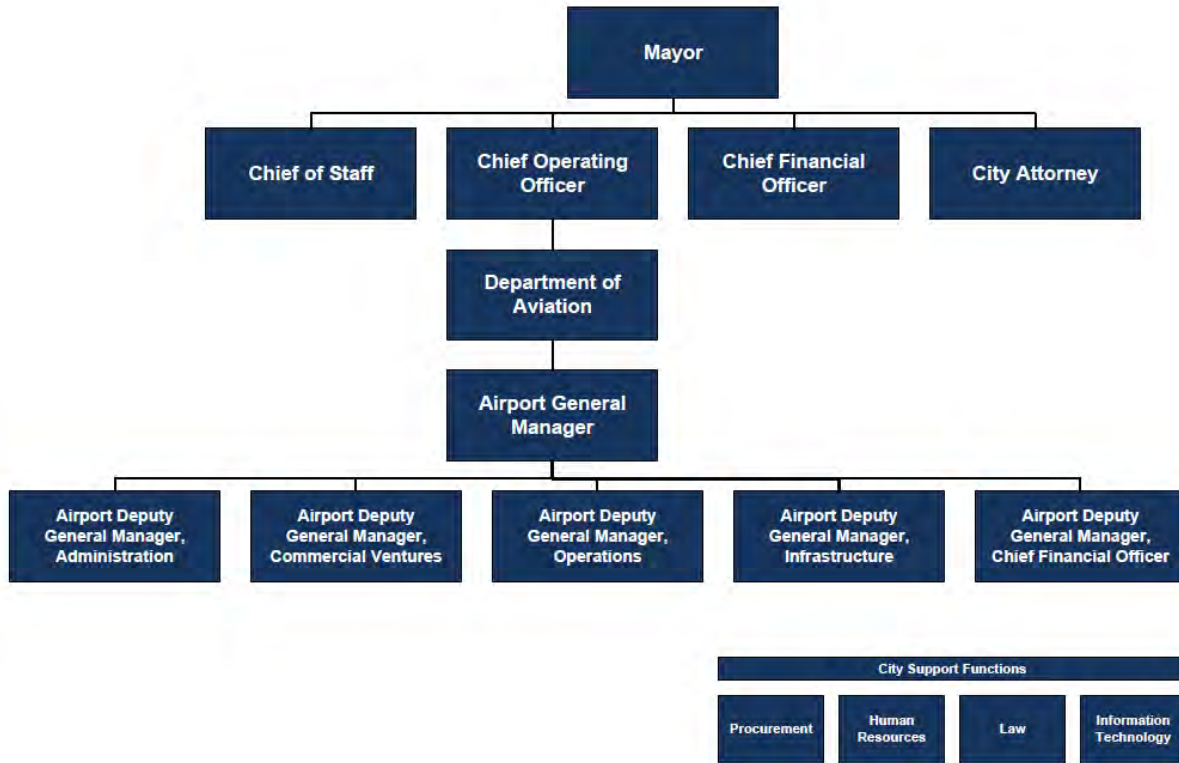 Mayor
Chief of Staff
Chief Operating
Officer
Chief Financial
Officer
City Attorney
Department of
Aviation
Airport General
Manager
Airport Deputy
General Manager,
Administration
Airport Deputy
General Manager,
Commercial Ventures
Airport Deputy
General Manager,
Operations
Airport Deputy
General Manager,
Infrastructure
Airport Deputy
General Manager,
Chief Financial Officer
City Support Functions
Procurement
Human
Resources
Law
Information
Technology